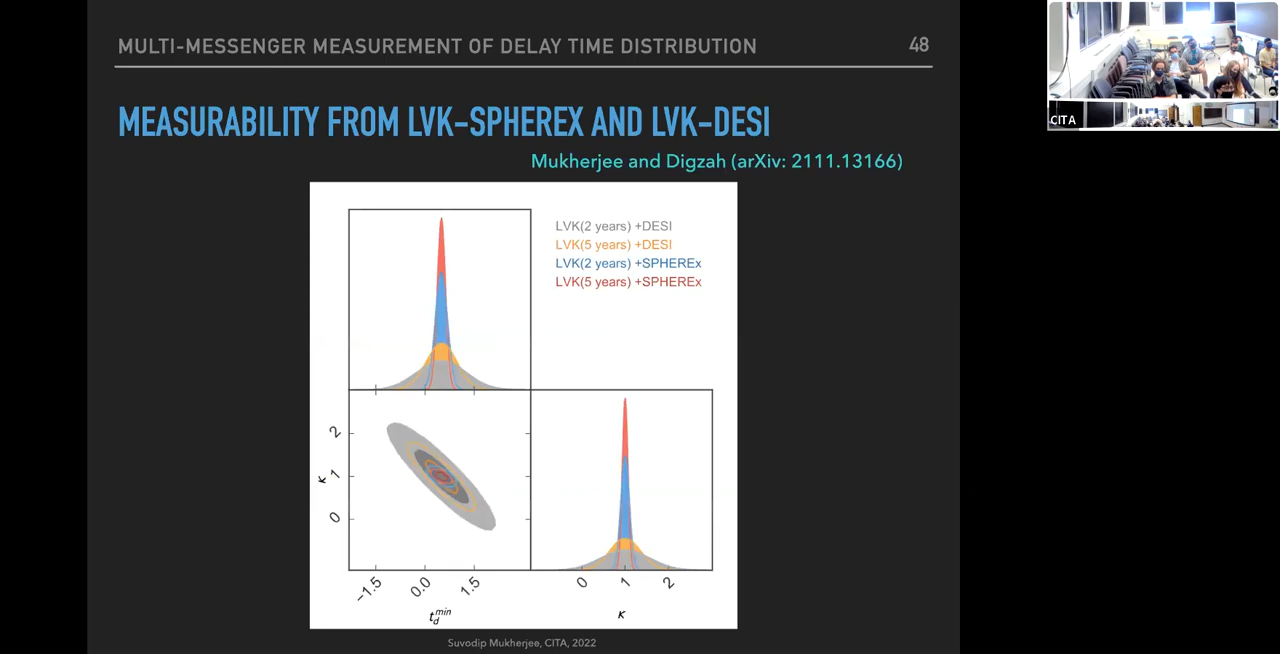 MULTI-MESSENGER MEASUREMENT OF DELAY TIME DISTRIBUTION
48
MEASURABILITY FROM LVK-SPHEREX AND LVK-DESI
Mukherjee and Digzah (arXiv: 2111.13166)
LVK(2 years) +DESI
LVK(5 years) +DESI
LVK(2 years) +SPHEREx
LVK(5 years) +SPHEREx
2
1
0
κ
−1.5
0.0
1.5
t_d^min
0
1
2
κ
Suvodip Mukherjee, CITA, 2022
CITA